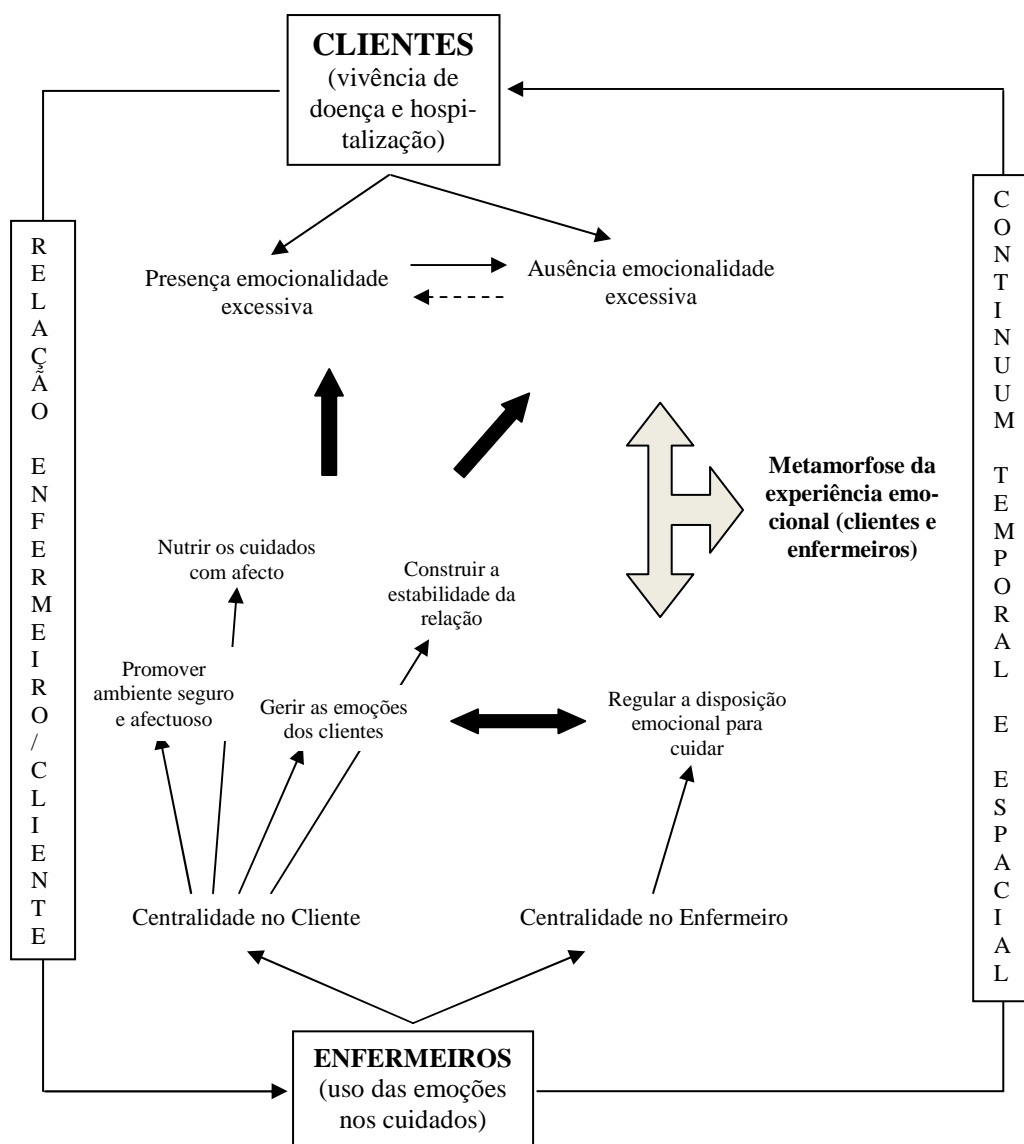 CLIENTES
(vivência de
doença e hospi-
talização)
RELAÇÃO ENFERMEIRO/CLIENTE
CONTINUUM TEMPORAL E ESPACIAL
Presença emocionalidade
excessiva
Ausência emocionalidade
excessiva
Metamorfose da
experiência emo-
cional (clientes e
enfermeiros)
Nutrir os cuidados
com afecto
Construir a
estabilidade da
relação
Promover
ambiente seguro
e afectuoso
Gerir as emoções
dos clientes
Regular a disposição
emocional para
cuidar
Centralidade no Cliente
Centralidade no Enfermeiro
ENFERMEIROS
(uso das emoções
nos cuidados)